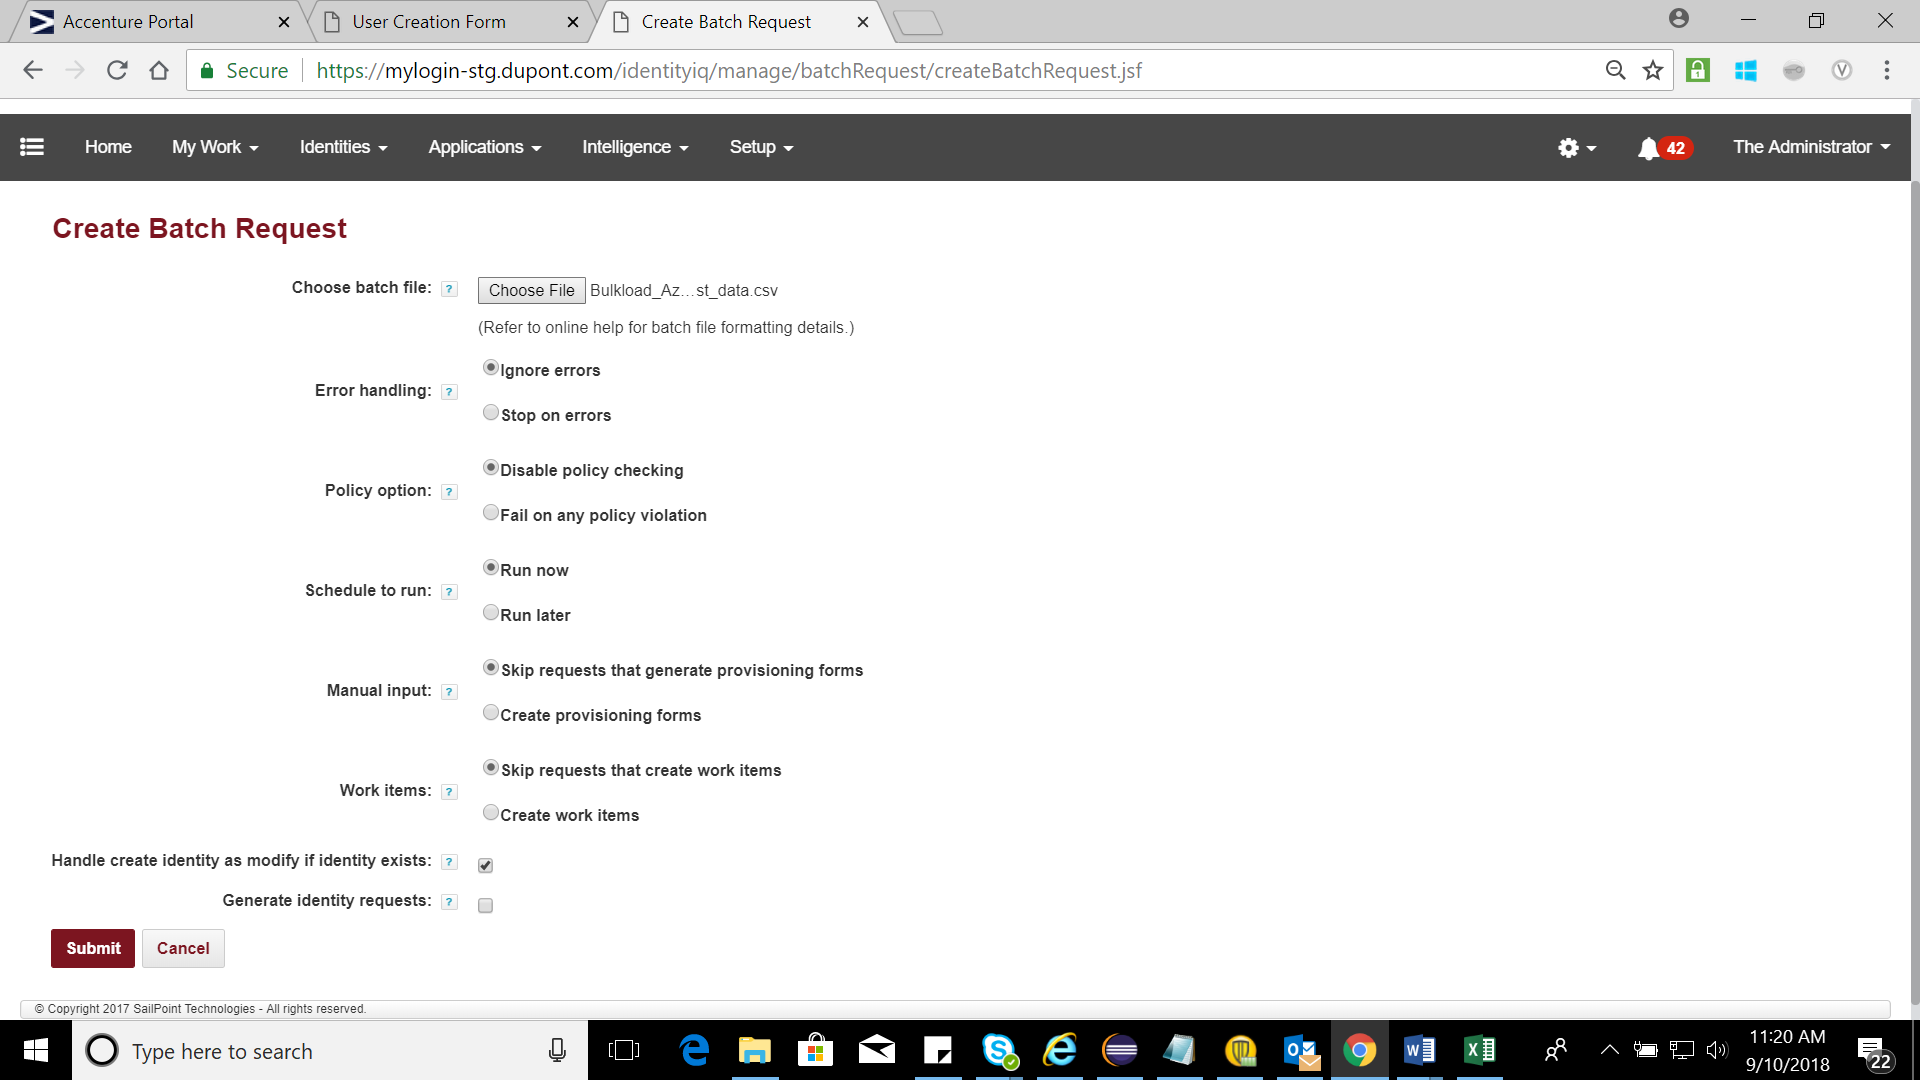 Accenture Portal
User Creation Form
Create Batch Request
Secure
https://mylogin-stg.dupont.com/identityiq/manage/batchRequest/createBatchRequest.jsf
Home
My Work
Identities
Applications
Intelligence
Setup
42
The Administrator
Create Batch Request
Choose batch file: ?
Choose File Bulkload_Az...st_data.csv
(Refer to online help for batch file formatting details.)
Error handling: ?
Ignore errors
Stop on errors
Policy option: ?
Disable policy checking
Fail on any policy violation
Schedule to run: ?
Run now
Run later
Manual input: ?
Skip requests that generate provisioning forms
Create provisioning forms
Work items: ?
Skip requests that create work items
Create work items
Handle create identity as modify if identity exists: ?
Generate identity requests: ?
Submit
Cancel
© Copyright 2017 SailPoint Technologies - All rights reserved.
Type here to search
11:20 AM
9/10/2018
22